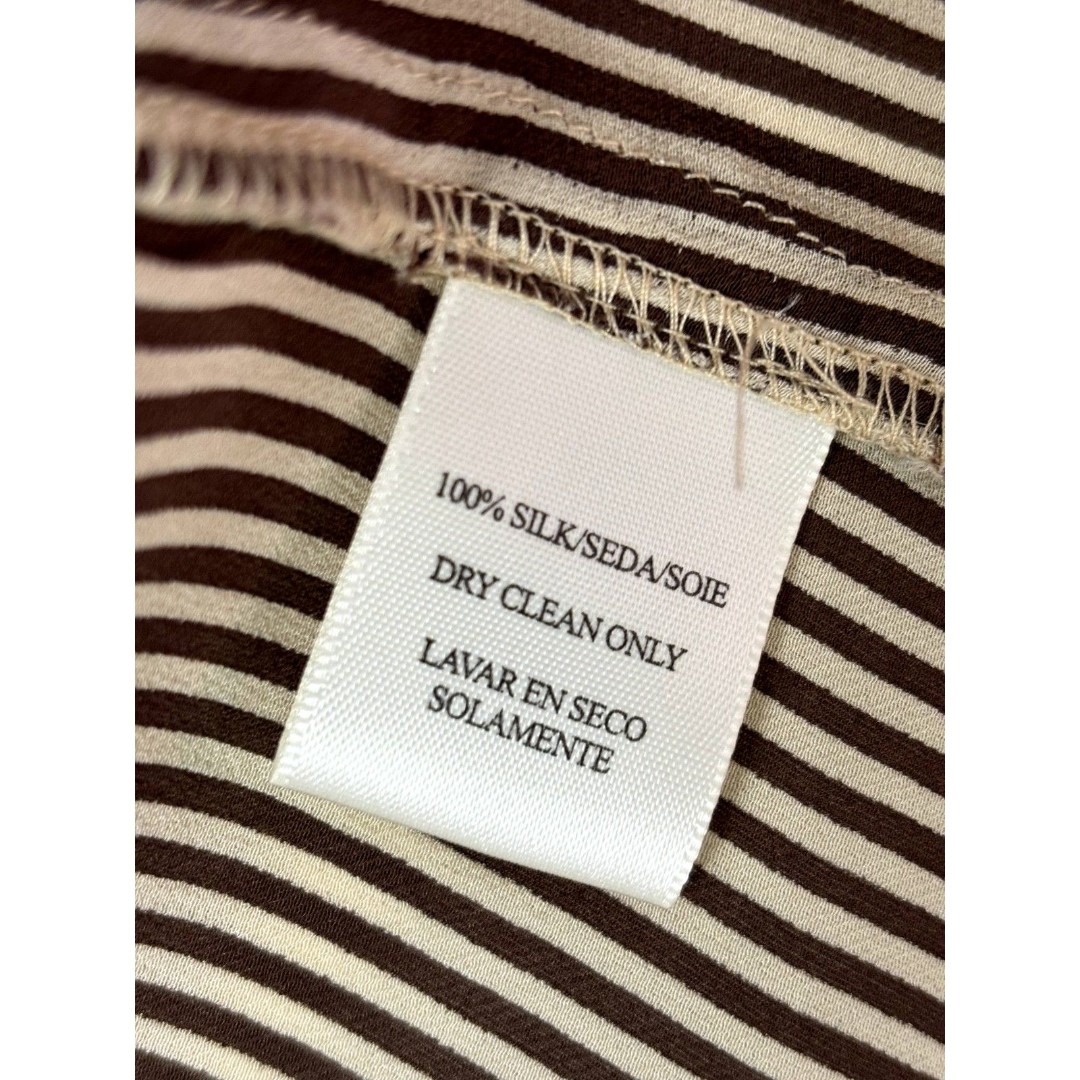 100% SILK/SEDA/SOIE
DRY CLEAN ONLY
LAVAR EN SECO
SOLAMENTE